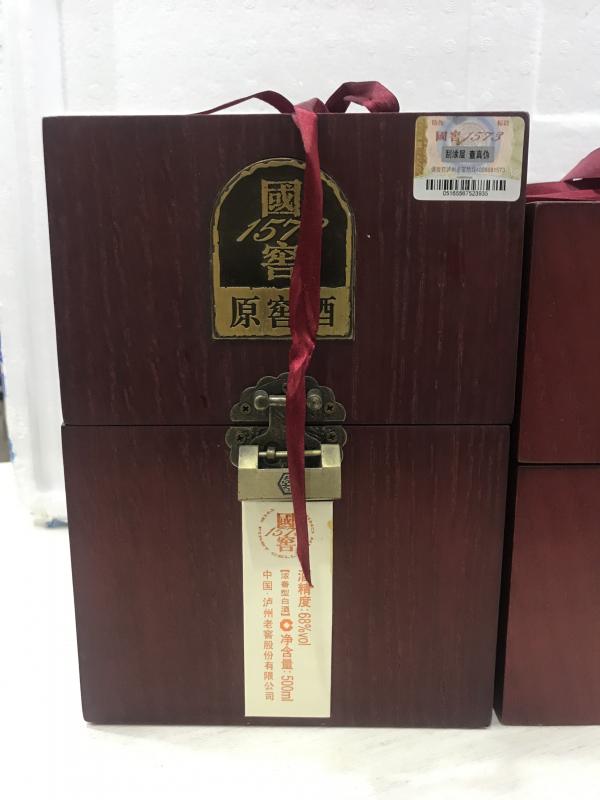 國窖1573
刮涂层 查真伪
國
1573
窖
原窖酒
國
1573
窖
酒精度:68%vol
【浓香型白酒】 净含量:500ml
中国·泸州老窖股份有限公司